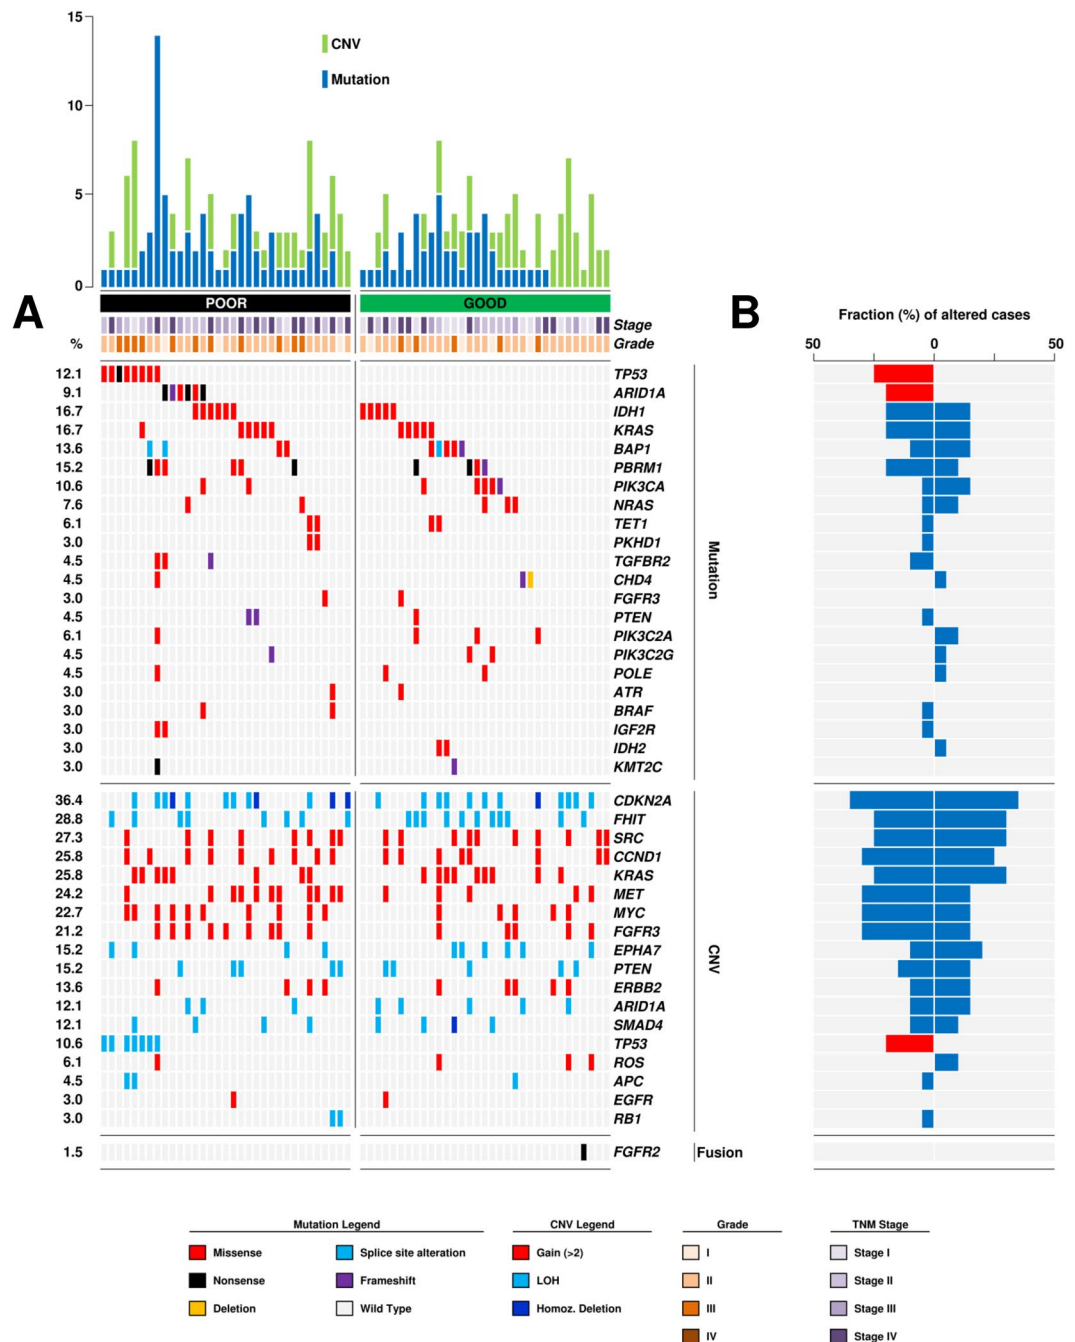 15
CNV
Mutation
10
5
0
A
POOR
GOOD
B
Fraction (%) of altered cases
Stage
%
Grade
50
0
50
12.1 TP53
9.1 ARID1A
16.7 IDH1
16.7 KRAS
13.6 BAP1
15.2 PBRM1
10.6 PIK3CA
7.6 NRAS
6.1 TET1
3.0 PKHD1
4.5 TGFBR2
4.5 CHD4
3.0 FGFR3
4.5 PTEN
6.1 PIK3C2A
4.5 PIK3C2G
4.5 POLE
3.0 ATR
3.0 BRAF
3.0 IGF2R
3.0 IDH2
3.0 KMT2C
Mutation
36.4 CDKN2A
28.8 FHIT
27.3 SRC
25.8 CCND1
25.8 KRAS
24.2 MET
22.7 MYC
21.2 FGFR3
15.2 EPHA7
15.2 PTEN
13.6 ERBB2
12.1 ARID1A
12.1 SMAD4
10.6 TP53
6.1 ROS
4.5 APC
3.0 EGFR
3.0 RB1
CNV
1.5 FGFR2 Fusion
Mutation Legend
Missense
Splice site alteration
Nonsense
Frameshift
Deletion
Wild Type
CNV Legend
Gain (>2)
LOH
Homoz. Deletion
Grade
I
II
III
IV
TNM Stage
Stage I
Stage II
Stage III
Stage IV